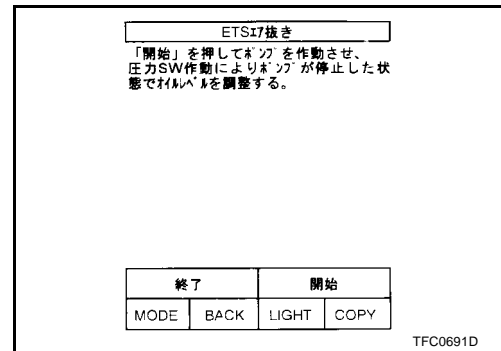 ETSｴｱ抜き
「開始」を押してﾎﾟﾝﾌﾟを作動させ、
圧力SW作動によりﾎﾟﾝﾌﾟが停止した状
態でｵｲﾙﾚﾍﾞﾙを調整する。
終了 開始
MODE BACK LIGHT COPY
TFC0691D